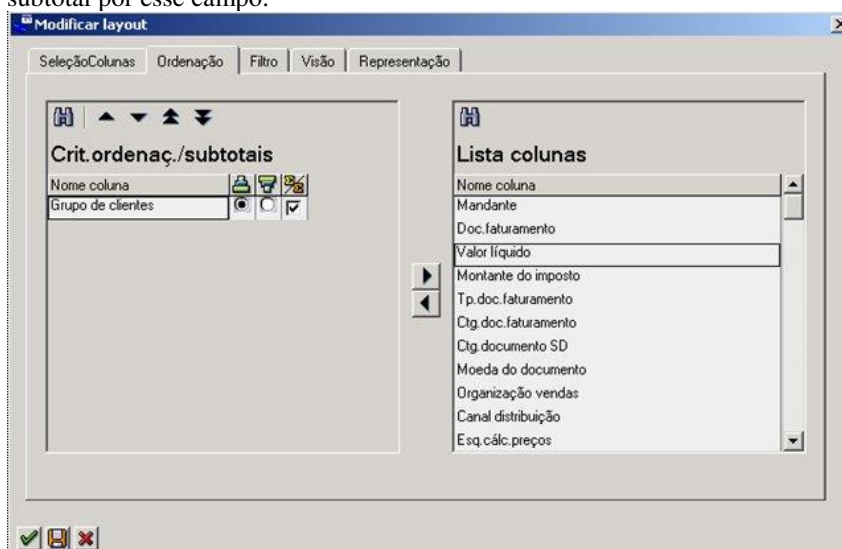 subtotal por esse campo.
Modificar layout
SeleçãoColunas Ordenação Filtro Visão Representação
Crit.ordenaç./subtotais
Nome coluna
Grupo de clientes
Lista colunas
Nome coluna
Mandante
Doc.faturamento
Valor líquido
Montante do imposto
Tp.doc.faturamento
Ctg.doc.faturamento
Ctg.documento SD
Moeda do documento
Organização vendas
Canal distribuição
Esq.cálc.preços